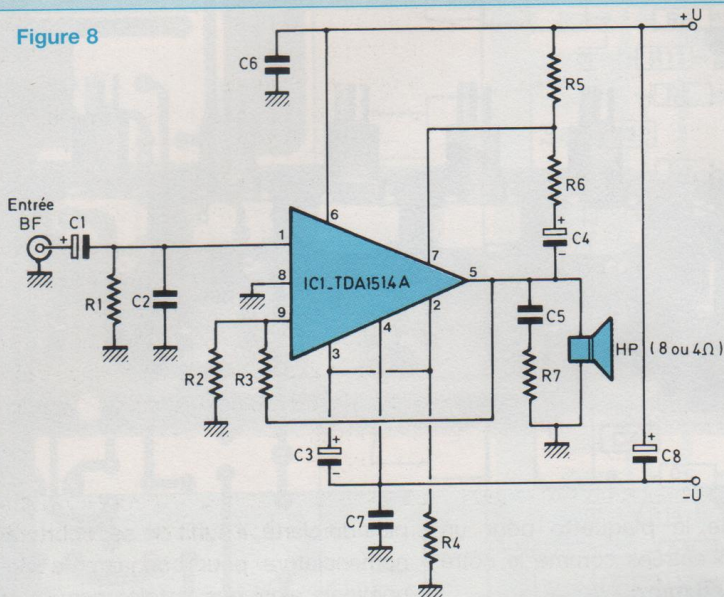 Figure 8
+U
C6
R5
R6
Entrée
BF
C1
+
C4
+
-
1
6
7
8
IC1_TDA1514A
5
R1
C2
9
4
2
3
C5
HP (8 ou 4Ω)
R2
R3
R7
+
C3
-
+
C8
-U
C7
R4